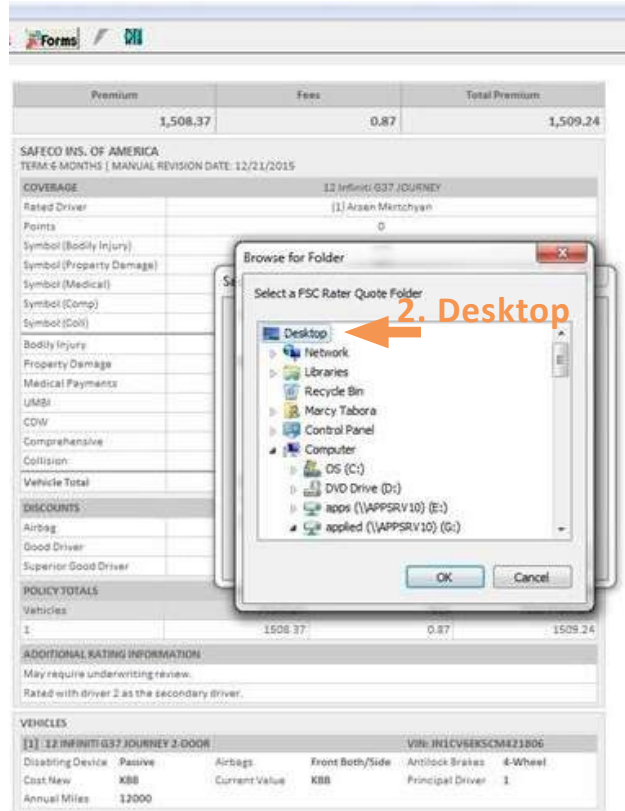 Forms
Premium Fees Total Premium
1,508.37 0.87 1,509.24
SAFECO INS. OF AMERICA
TERM: 6 MONTHS | MANUAL REVISION DATE: 12/21/2015
COVERAGE 12 Infiniti G37 JOURNEY
Rated Driver (1) Arsen Mkrtchyan
Points 0
Symbol (Bodily Injury)
Symbol (Property Damage)
Symbol (Medical)
Symbol (Comp)
Symbol (Coll)
Bodily Injury
Property Damage
Medical Payments
UMBI
CDW
Comprehensive
Collision
Vehicle Total
DISCOUNTS
Airbag
Good Driver
Superior Good Driver
Browse for Folder
Select a FSC Rater Quote Folder
2. Desktop
Desktop
Network
Libraries
Recycle Bin
Marcy Tabora
Control Panel
Computer
OS (C:)
DVD Drive (D:)
apps (\\APPSRV10) (E:)
applied (\\APPSRV10) (G:)
OK Cancel
POLICY TOTALS
Vehicles
1 1508.37 0.87 1509.24
ADDITIONAL RATING INFORMATION
May require underwriting review.
Rated with driver 2 as the secondary driver.
VEHICLES
[1] 12 INFINITI G37 JOURNEY 2-DOOR VIN: JN1CV6EKSCM421806
Disabling Device Passive Airbags Front Both/Side Antilock Brakes 4-Wheel
Cost New KBB Current Value KBB Principal Driver 1
Annual Miles 12000